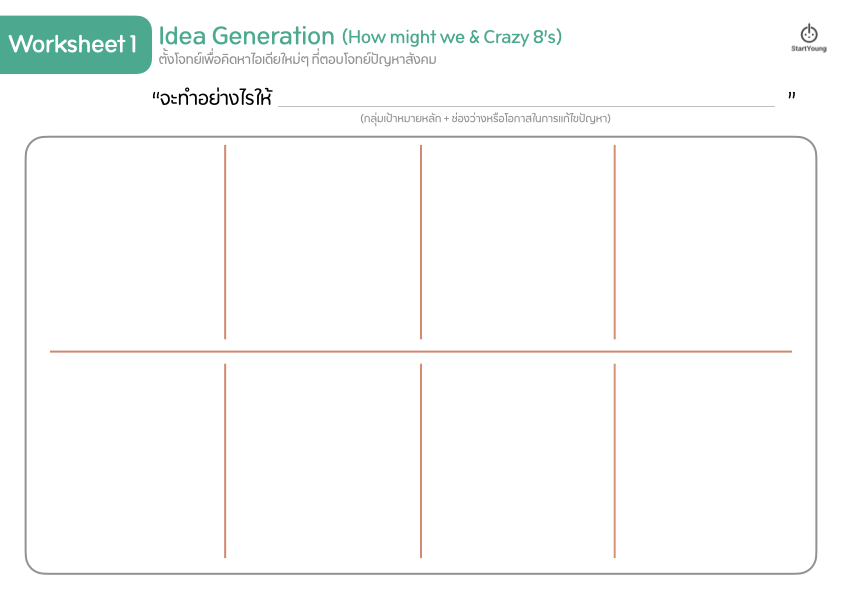 Worksheet 1
Idea Generation (How might we & Crazy 8's)
ตั้งโจทย์เพื่อคิดหาไอเดียใหม่ๆ ที่ตอบโจทย์ปัญหาสังคม
StartYoung
“จะทำอย่างไรให้ ”
(กลุ่มเป้าหมายหลัก + ช่องว่างหรือโอกาสในการแก้ไขปัญหา)